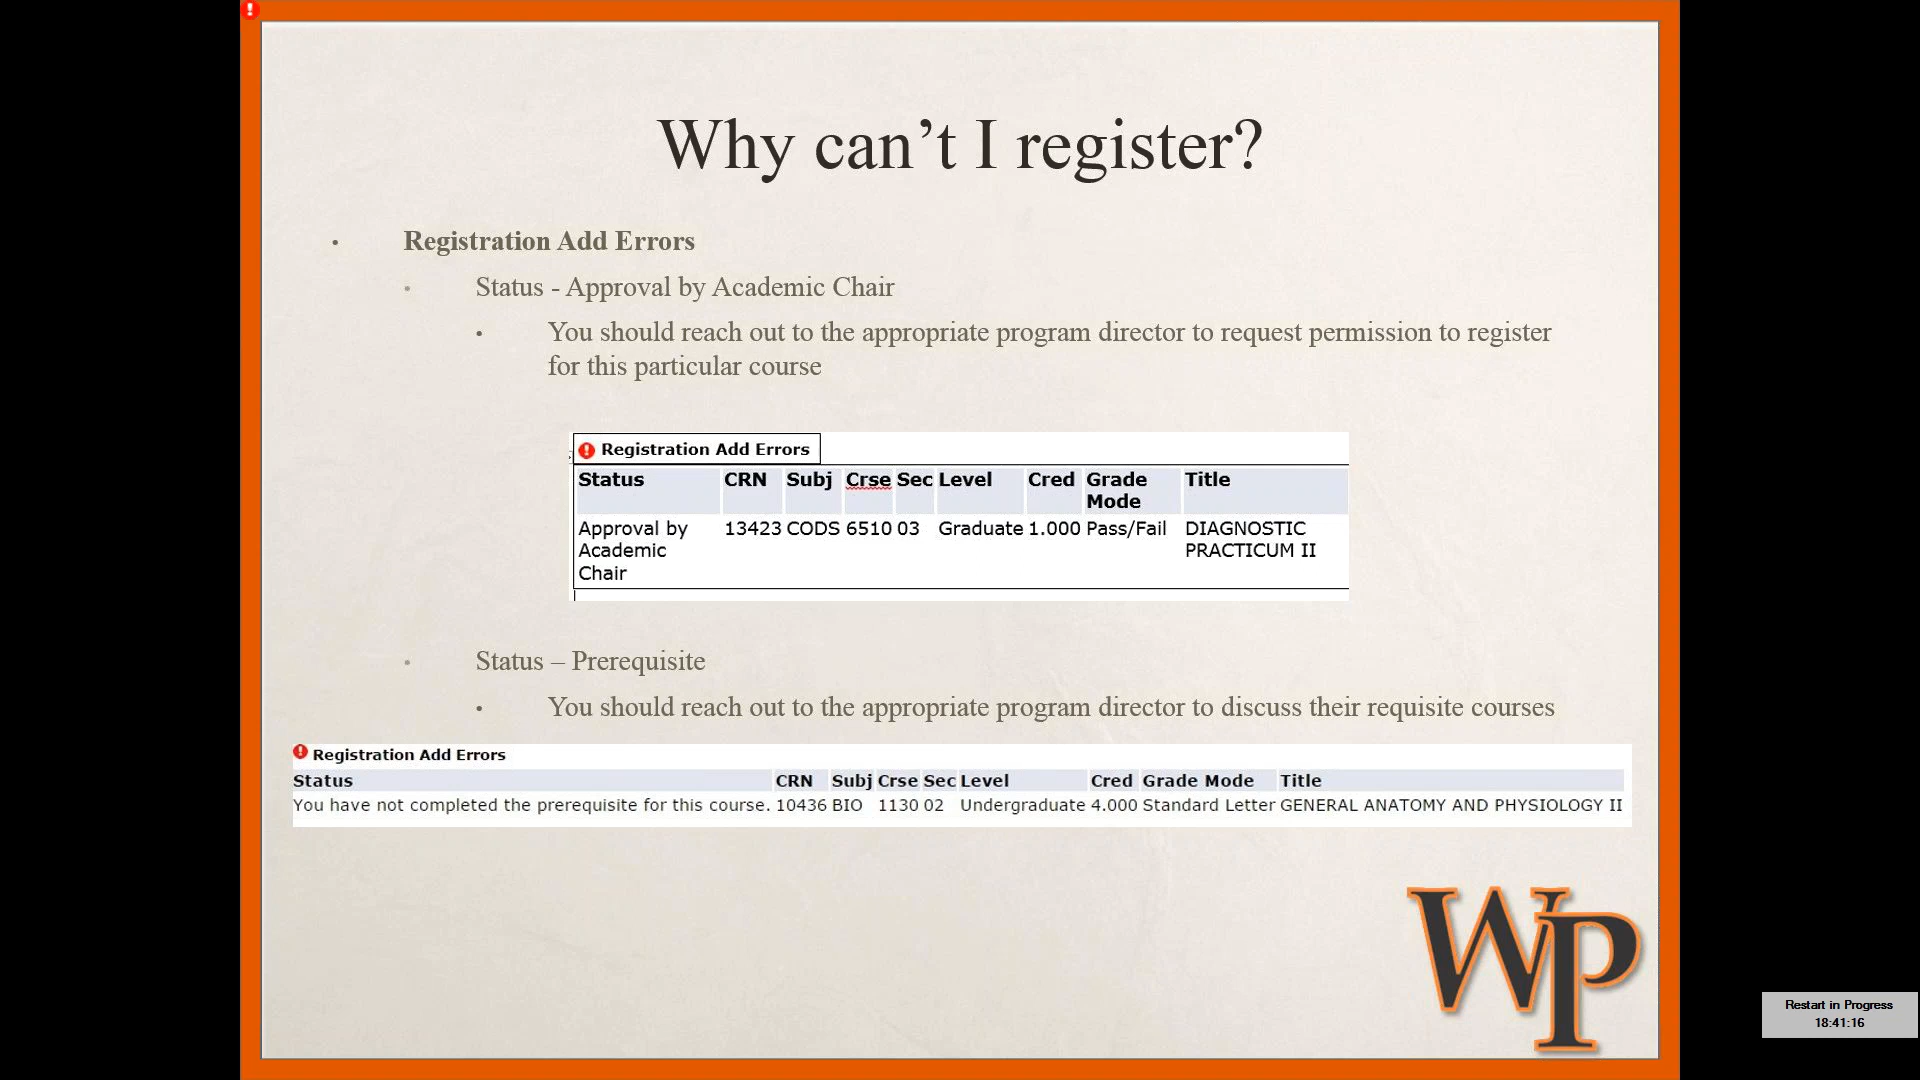 Why can’t I register?
• Registration Add Errors
• Status - Approval by Academic Chair
• You should reach out to the appropriate program director to request permission to register
for this particular course
Registration Add Errors
Status CRN Subj Crse Sec Level Cred Grade Mode Title
Approval by Academic Chair 13423 CODS 6510 03 Graduate 1.000 Pass/Fail DIAGNOSTIC PRACTICUM II
• Status – Prerequisite
• You should reach out to the appropriate program director to discuss their requisite courses
Registration Add Errors
Status CRN Subj Crse Sec Level Cred Grade Mode Title
You have not completed the prerequisite for this course. 10436 BIO 1130 02 Undergraduate 4.000 Standard Letter GENERAL ANATOMY AND PHYSIOLOGY II
WP
Restart in Progress
18:41:16